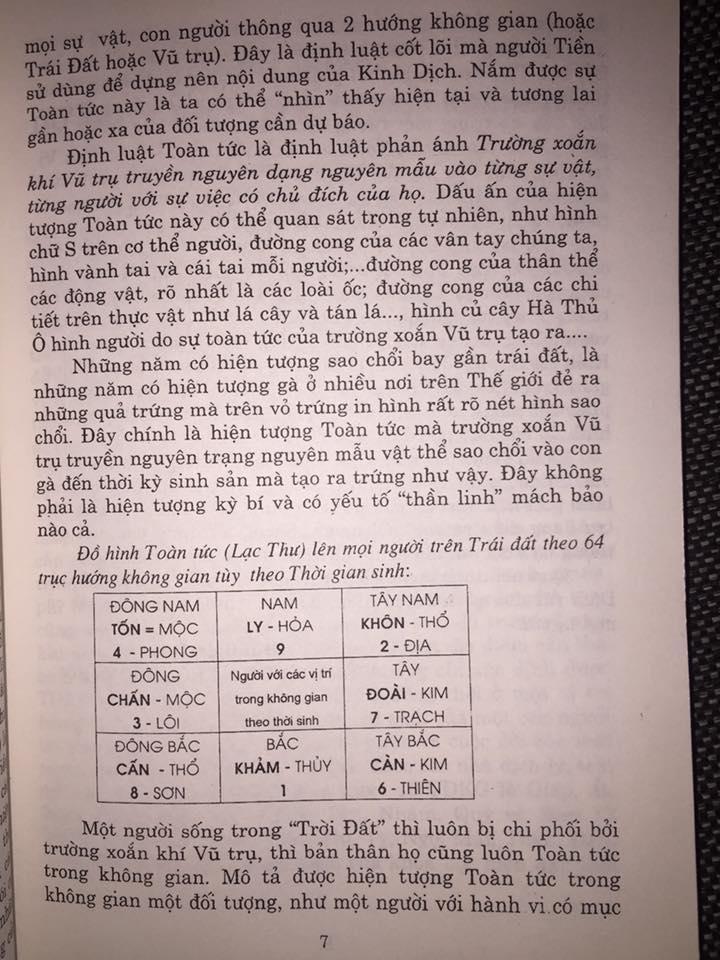 mọi sự vật, con người thông qua 2 hướng không gian (hoặc
Trái Đất hoặc Vũ trụ). Đây là định luật cốt lõi mà người Tiền
sử dùng để dựng nên nội dung của Kinh Dịch. Nắm được sự
Toàn tức này là ta có thể “nhìn” thấy hiện tại và tương lai
gần hoặc xa của đối tượng cần dự báo.
Định luật Toàn tức là định luật phản ánh Trường xoắn
khí Vũ trụ truyền nguyên dạng nguyên mẫu vào từng sự vật,
từng người với sự việc có chủ đích của họ. Dấu ấn của hiện
tượng Toàn tức này có thể quan sát trọng tự nhiên, như hình
chữ S trên cơ thể người, đường cong của các vân tay chúng ta,
hình vành tai và cái tai mỗi người;...đường cong của thân thể
các động vật, rõ nhất là các loài ốc; đường cong của các chi
tiết trên thực vật như lá cây và tán lá..., hình củ cây Hà Thủ
Ô hình người do sự toàn tức của trường xoắn Vũ trụ tạo ra....
Những năm có hiện tượng sao chổi bay gần trái đất, là
những năm có hiện tượng gà ở nhiều nơi trên Thế giới đẻ ra
những quả trứng mà trên vỏ trứng in hình rất rõ nét hình sao
chổi. Đây chính là hiện tượng Toàn tức mà trường xoắn Vũ
trụ truyền nguyên trạng nguyên mẫu vật thể sao chổi vào con
gà đến thời kỳ sinh sản mà tạo ra trứng như vậy. Đây không
phải là hiện tượng kỳ bí và có yếu tố “thần linh” mách bảo
nào cả.
Đồ hình Toàn tức (Lạc Thư) lên mọi người trên Trái đất theo 64
trục hướng không gian tùy theo Thời gian sinh:
ĐÔNG NAM NAM TÂY NAM
TỐN = MỘC LY - HỎA KHÔN - THỔ
4 - PHONG 9 2 - ĐỊA
ĐÔNG Người với các vị trí TÂY
CHẤN - MỘC trong không gian ĐOÀI - KIM
3 - LÔI theo thời sinh 7 - TRẠCH
ĐÔNG BẮC BẮC TÂY BẮC
CẤN - THỔ KHẢM - THỦY CÀN - KIM
8 - SƠN 1 6 - THIÊN
Một người sống trong “Trời Đất” thì luôn bị chi phối bởi
trường xoắn khí Vũ trụ, thì bản thân họ cũng luôn Toàn tức
trong không gian. Mô tả được hiện tượng Toàn tức trong
không gian một đối tượng, như một người với hành vi có mục
7